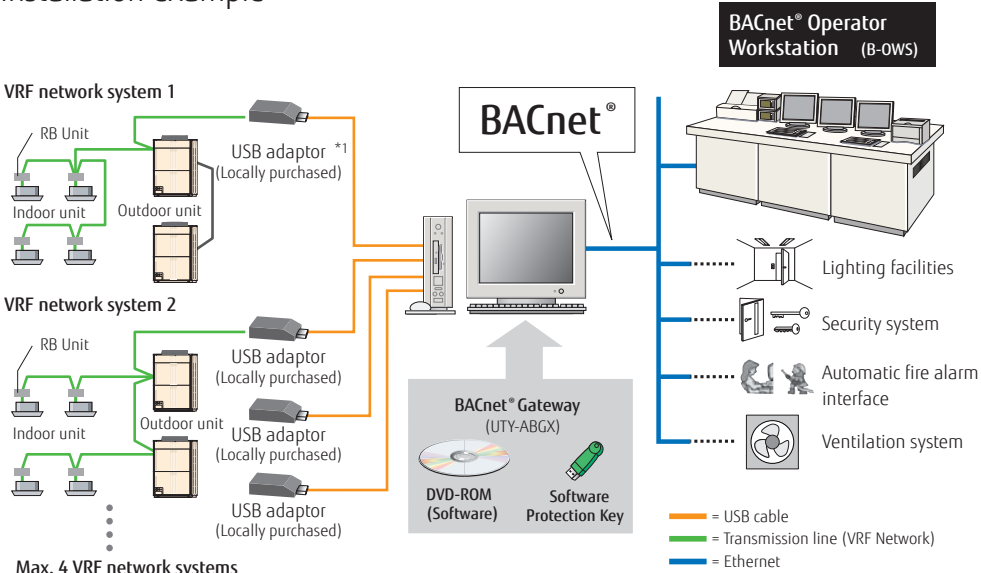 Installation example
BACnet® Operator
Workstation (B-OWS)
VRF network system 1
RB Unit
Indoor unit
Outdoor unit
USB adaptor *1
(Locally purchased)
BACnet®
VRF network system 2
RB Unit
Indoor unit
Outdoor unit
USB adaptor
(Locally purchased)
USB adaptor
(Locally purchased)
USB adaptor
(Locally purchased)
Max. 4 VRF network systems
BACnet® Gateway
(UTY-ABGX)
DVD-ROM
(Software)
Software
Protection Key
Lighting facilities
Security system
Automatic fire alarm
interface
Ventilation system
= USB cable
= Transmission line (VRF Network)
= Ethernet